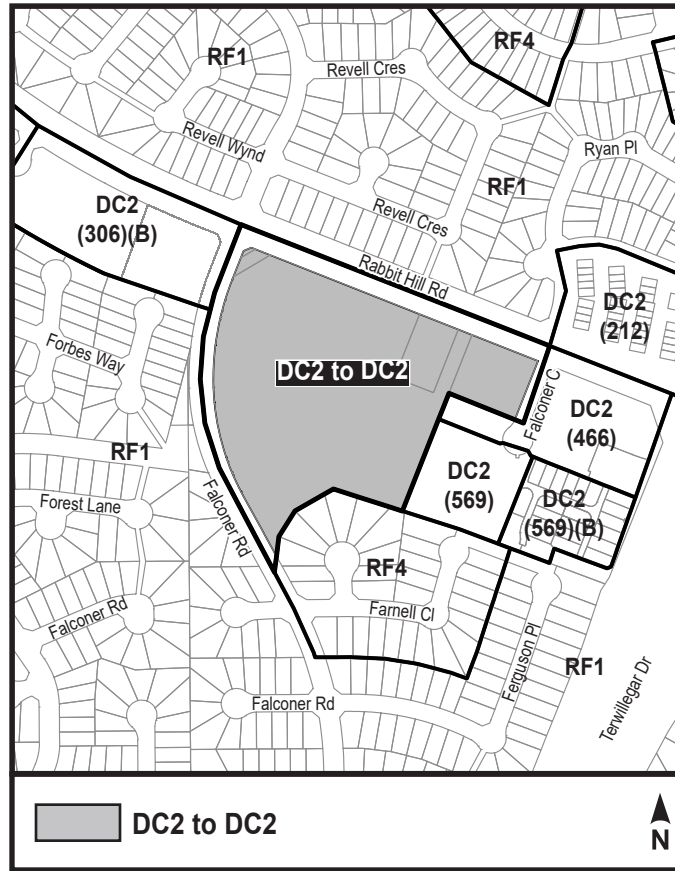 RF4
RF1
Revell Cres
Revell Wynd
Ryan Pl
RF1
DC2
(306)(B)
Revell Cres
Rabbit Hill Rd
DC2
(212)
Forbes Way
DC2 to DC2
Falconer C
DC2
(466)
RF1
DC2
(569)
DC2
(569)(B)
Forest Lane
Falconer Rd
RF4
Farnell Cl
Falconer Rd
Ferguson Pl
RF1
Falconer Rd
Terwillegar Dr
DC2 to DC2
N